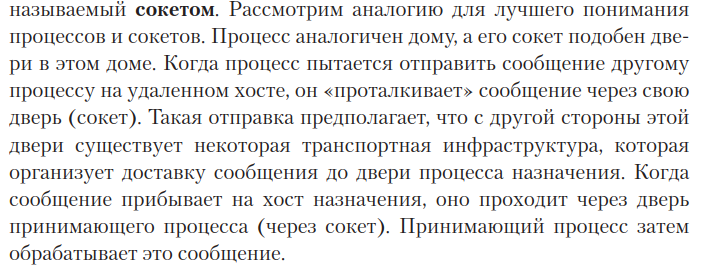 называемый сокетом. Рассмотрим аналогию для лучшего понимания
процессов и сокетов. Процесс аналогичен дому, а его сокет подобен две-
ри в этом доме. Когда процесс пытается отправить сообщение другому
процессу на удаленном хосте, он «проталкивает» сообщение через свою
дверь (сокет). Такая отправка предполагает, что с другой стороны этой
двери существует некоторая транспортная инфраструктура, которая
организует доставку сообщения до двери процесса назначения. Когда
сообщение прибывает на хост назначения, оно проходит через дверь
принимающего процесса (через сокет). Принимающий процесс затем
обрабатывает это сообщение.